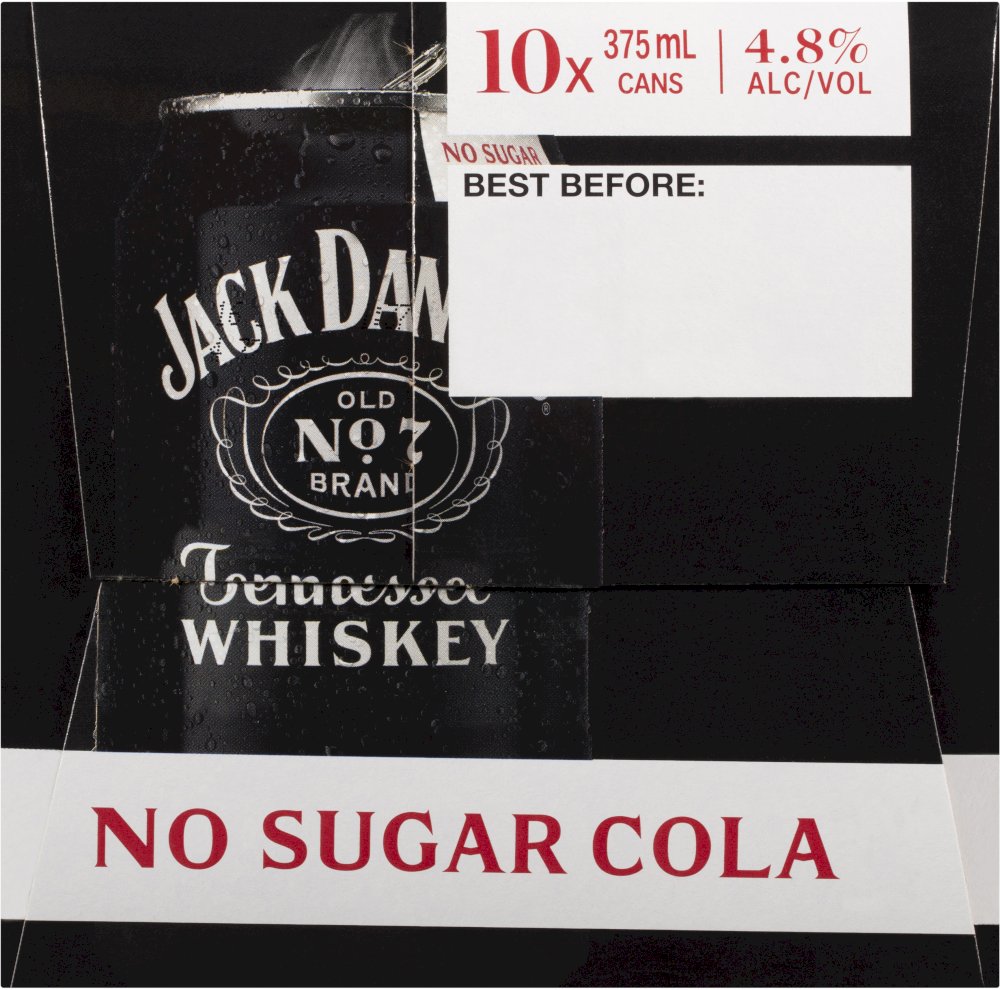 10x 375mL CANS | 4.8% ALC/VOL
NO SUGAR
BEST BEFORE:
JACK DAN
OLD
No. 7
BRAND
®
Tennessee
WHISKEY
NO SUGAR COLA